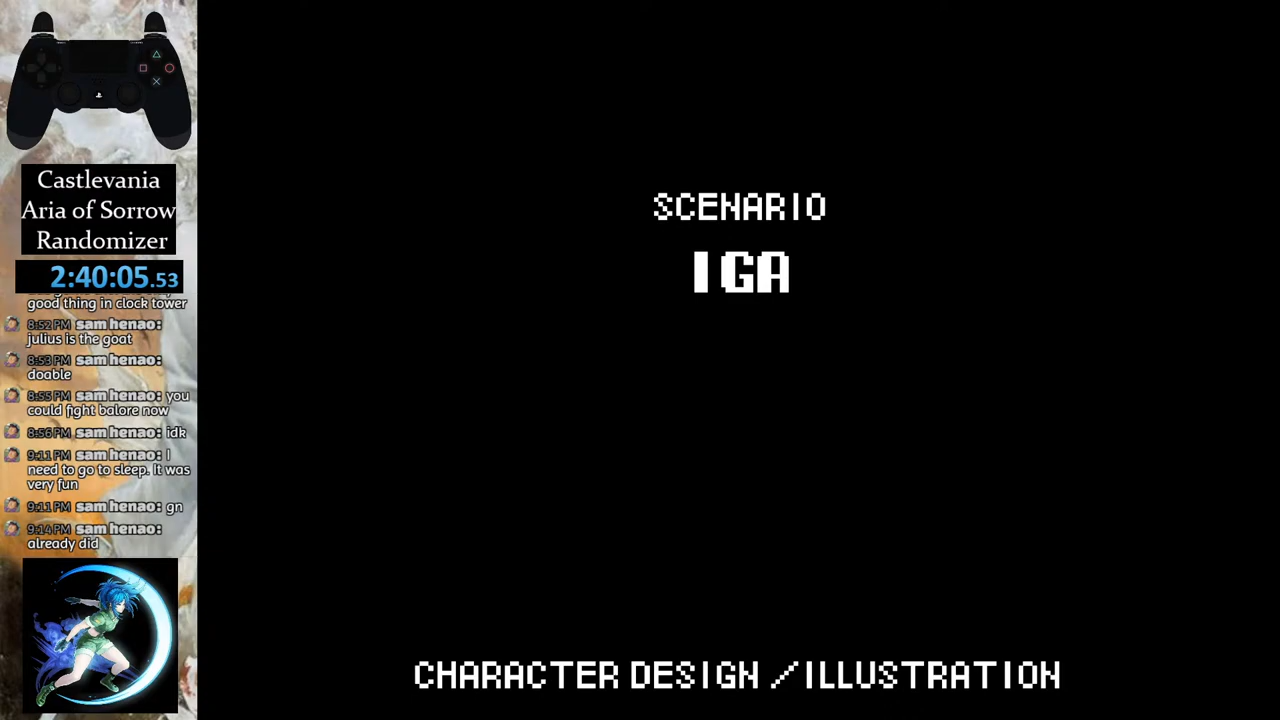 Castlevania
Aria of Sorrow
Randomizer
2:40:05.53
good thing in clock tower
8:52 PM sam henao:
julius is the goat
8:53 PM sam henao:
doable
8:55 PM sam henao: you
could fight balore now
8:56 PM sam henao: idk
9:11 PM sam henao: I
need to go to sleep. It was
very fun
9:11 PM sam henao: gn
9:14 PM sam henao:
already did
SCENARIO
IGA
CHARACTER DESIGN /ILLUSTRATION